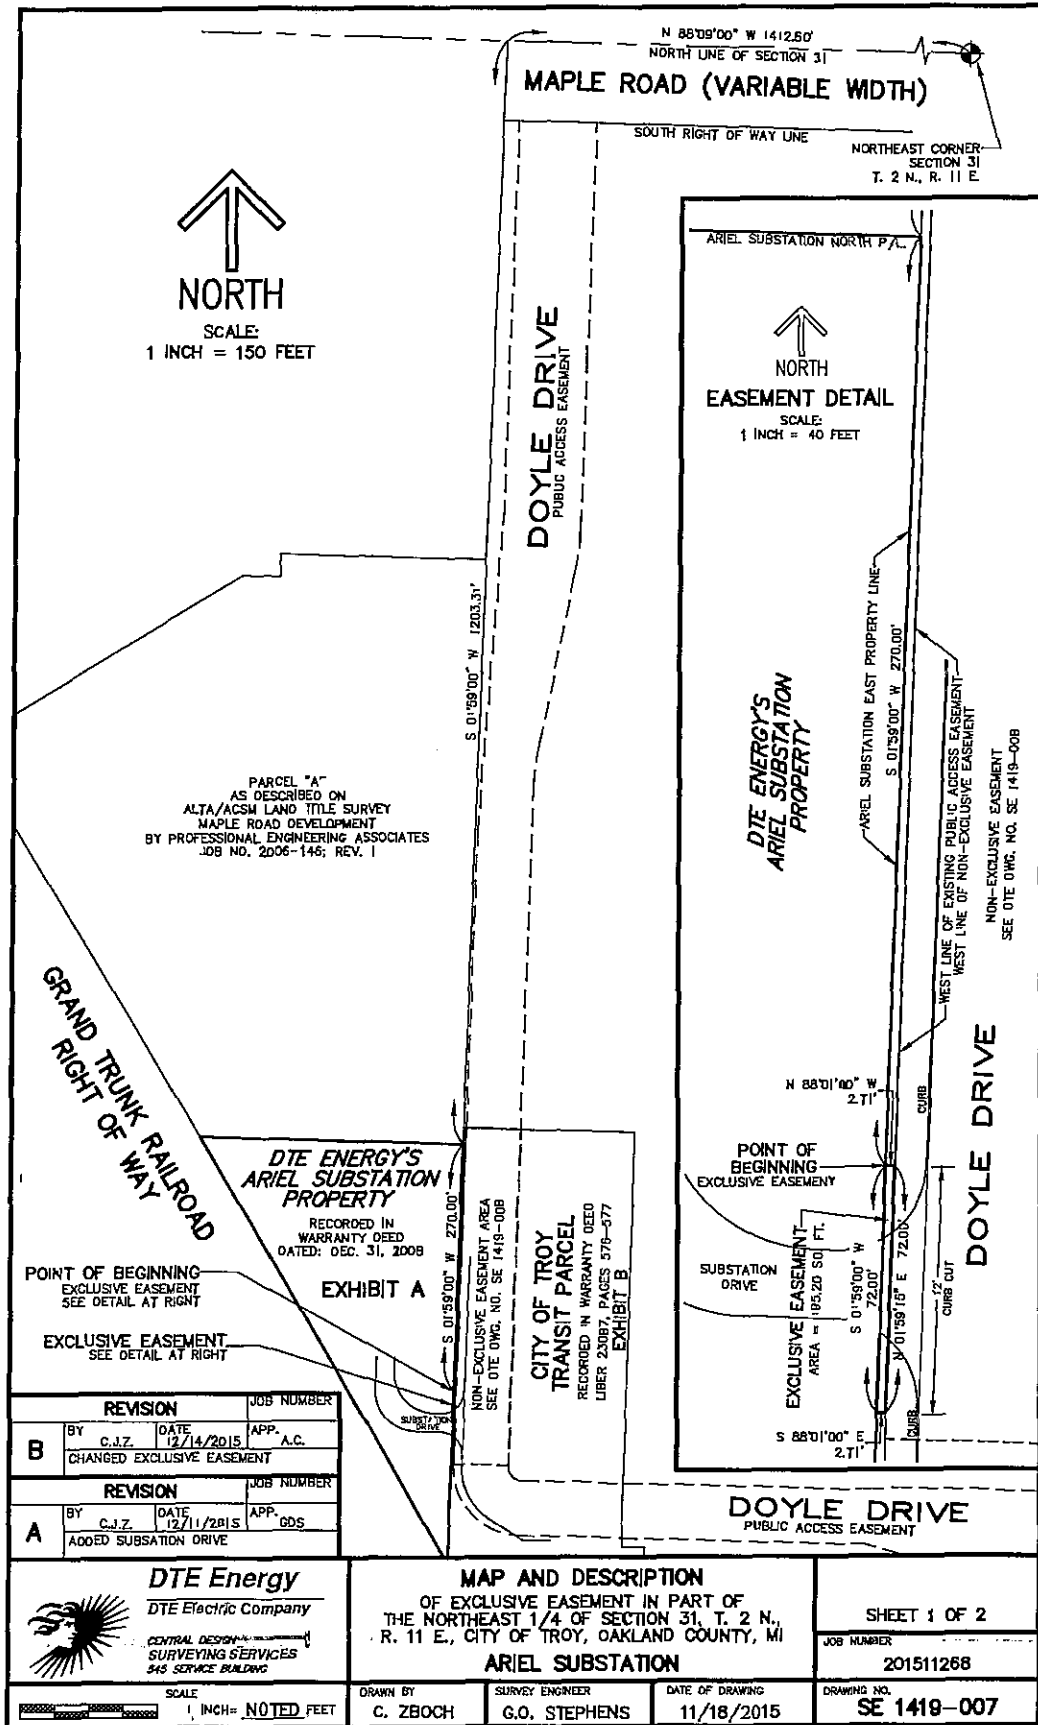 N 88°09'00" W 1412.60'
NORTH LINE OF SECTION 31
MAPLE ROAD (VARIABLE WIDTH)
SOUTH RIGHT OF WAY LINE
NORTHEAST CORNER
SECTION 31
T. 2 N., R. 11 E.
NORTH
SCALE:
1 INCH = 150 FEET
DOYLE DRIVE
PUBLIC ACCESS EASEMENT
S 01°59'00" W 1203.31'
PARCEL "A"
AS DESCRIBED ON
ALTA/ACSM LAND TITLE SURVEY
MAPLE ROAD DEVELOPMENT
BY PROFESSIONAL ENGINEERING ASSOCIATES
JOB NO. 2006-146; REV. 1
GRAND TRUNK RAILROAD
RIGHT OF WAY
DTE ENERGY'S
ARIEL SUBSTATION
PROPERTY
RECORDED IN
WARRANTY DEED
DATED: DEC. 31, 2008
EXHIBIT A
S 01°59'00" W 270.00'
NON-EXCLUSIVE EASEMENT AREA
SEE DTE DWG. NO. SE 1419-008
CITY OF TROY
TRANSIT PARCEL
RECORDED IN WARRANTY DEED
LIBER 23087, PAGES 576-577
EXHIBIT B
POINT OF BEGINNING
EXCLUSIVE EASEMENT
SEE DETAIL AT RIGHT
EXCLUSIVE EASEMENT
SEE DETAIL AT RIGHT
SUBSTATION
DRIVE
DOYLE DRIVE
PUBLIC ACCESS EASEMENT
ARIEL SUBSTATION NORTH P/L
NORTH
EASEMENT DETAIL
SCALE:
1 INCH = 40 FEET
DTE ENERGY'S
ARIEL SUBSTATION
PROPERTY
ARIEL SUBSTATION EAST PROPERTY LINE
S 01°59'00" W 270.00'
WEST LINE OF EXISTING PUBLIC ACCESS EASEMENT
WEST LINE OF NON-EXCLUSIVE EASEMENT
NON-EXCLUSIVE EASEMENT
SEE DTE DWG. NO. SE 1419-008
DOYLE DRIVE
N 88°01'00" W
2.71'
CURB
POINT OF
BEGINNING
EXCLUSIVE EASEMENT
SUBSTATION
DRIVE
EXCLUSIVE EASEMENT
AREA = 195.20 SQ. FT.
S 01°59'00" W
72.00'
N 01°59'15" E 72.00'
72'
CURB CUT
CURB
S 88°01'00" E
2.71'
REVISION
JOB NUMBER
B
BY C.J.Z.
DATE 12/14/2015
APP. A.C.
CHANGED EXCLUSIVE EASEMENT
REVISION
JOB NUMBER
A
BY C.J.Z.
DATE 12/11/2015
APP. GDS
ADDED SUBSATION DRIVE
DTE Energy
DTE Electric Company
CENTRAL DESIGN
SURVEYING SERVICES
545 SERVICE BUILDING
MAP AND DESCRIPTION
OF EXCLUSIVE EASEMENT IN PART OF
THE NORTHEAST 1/4 OF SECTION 31, T. 2 N.,
R. 11 E., CITY OF TROY, OAKLAND COUNTY, MI
ARIEL SUBSTATION
SHEET 1 OF 2
JOB NUMBER
201511268
SCALE
1 INCH= NOTED FEET
DRAWN BY
C. ZBOCH
SURVEY ENGINEER
G.O. STEPHENS
DATE OF DRAWING
11/18/2015
DRAWING NO.
SE 1419-007